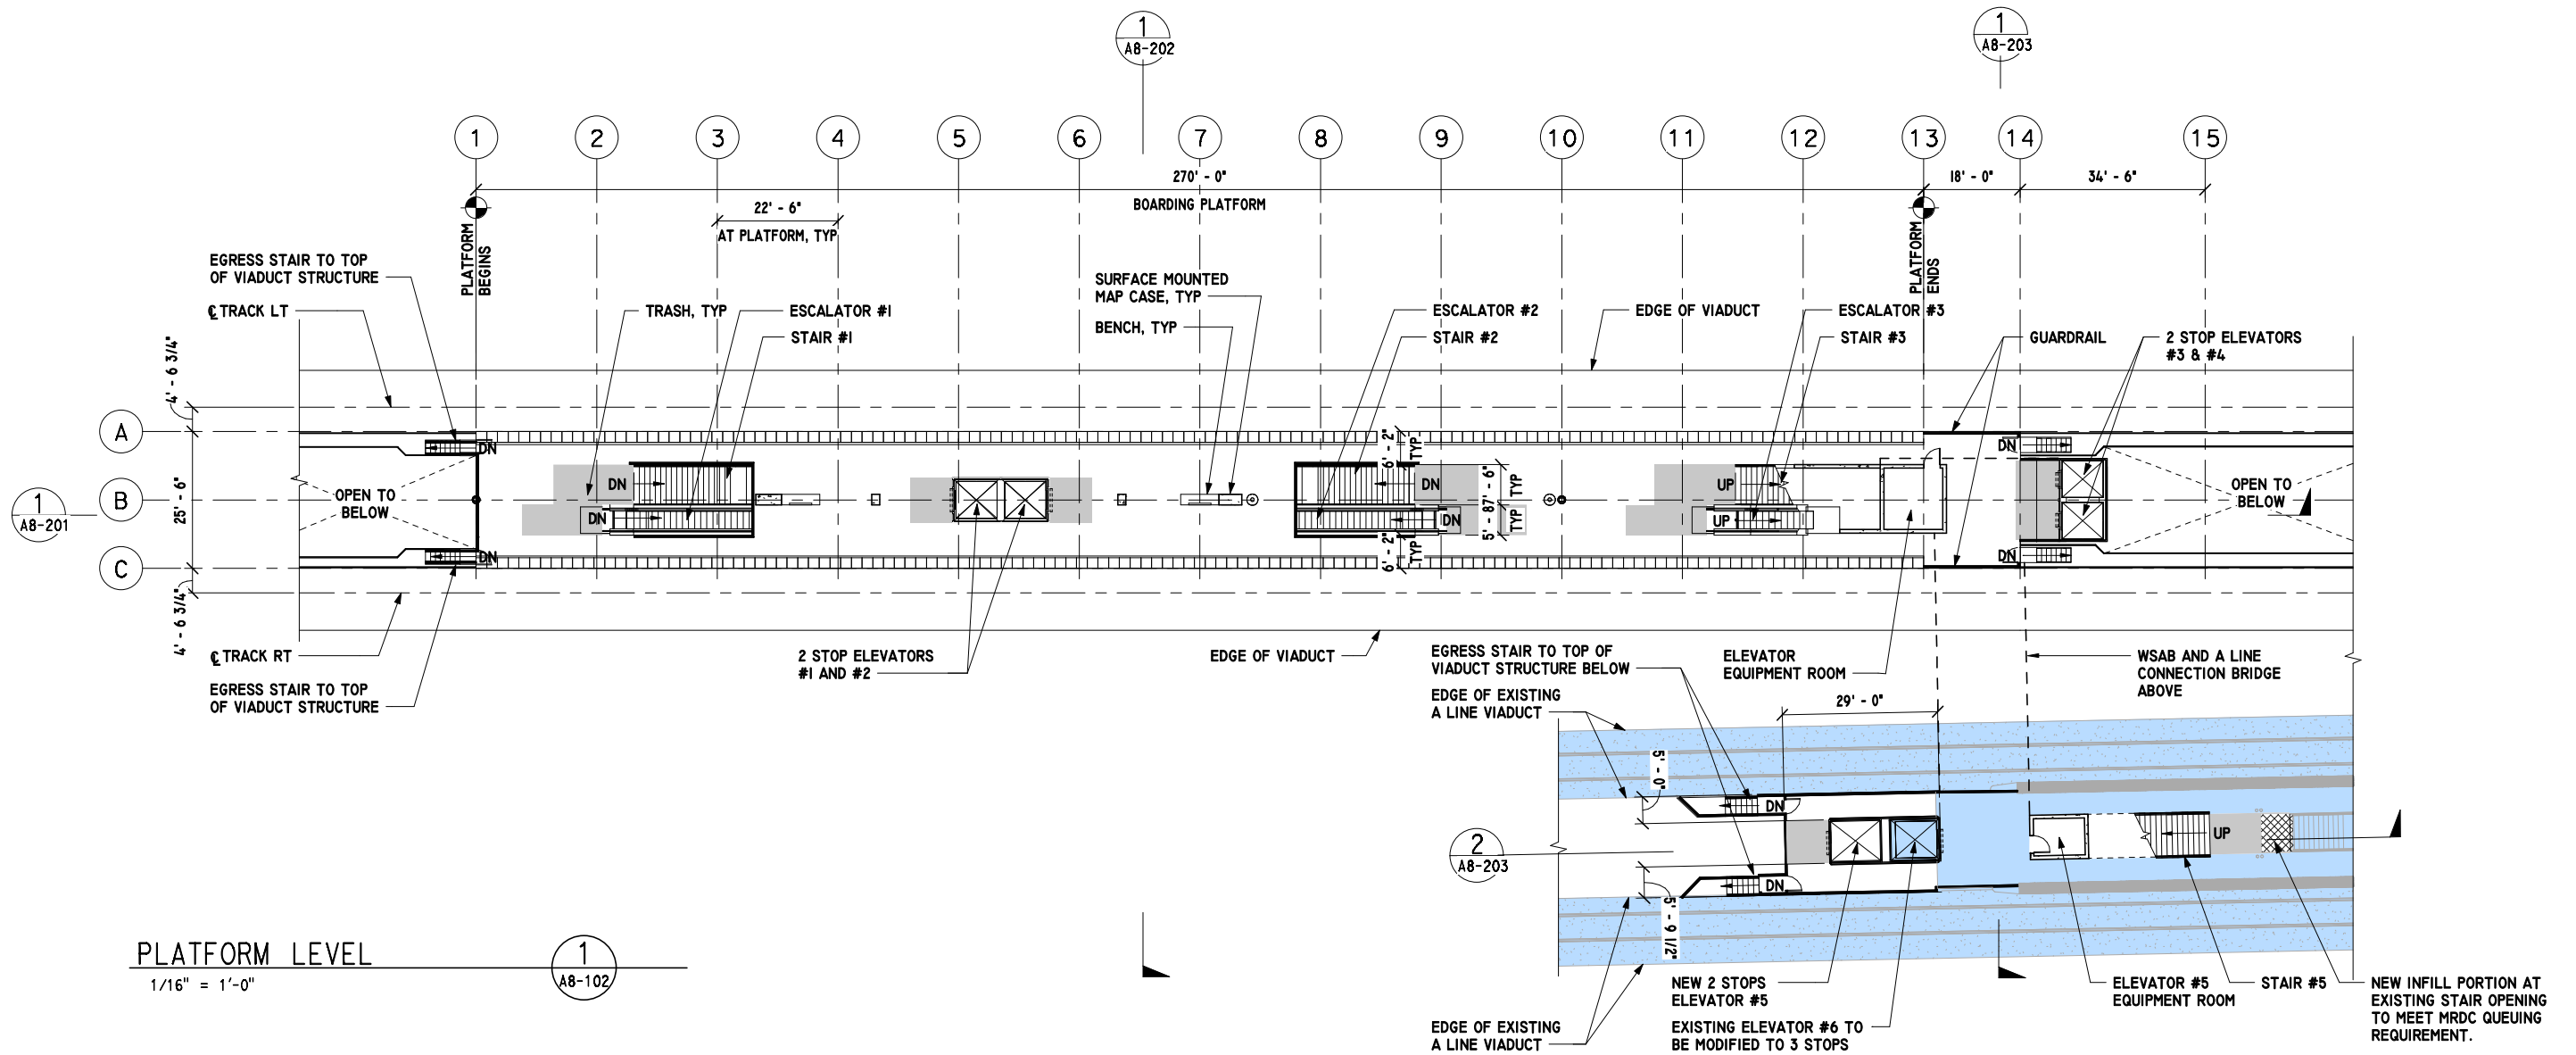 1
A8-202
1
A8-203
1
2
3
4
5
6
7
8
9
10
11
12
13
14
15
270' - 0"
BOARDING PLATFORM
18' - 0"
34' - 6"
22' - 6"
AT PLATFORM, TYP
PLATFORM
BEGINS
PLATFORM
ENDS
EGRESS STAIR TO TOP
OF VIADUCT STRUCTURE
℄ TRACK LT
TRASH, TYP
ESCALATOR #1
STAIR #1
SURFACE MOUNTED
MAP CASE, TYP
BENCH, TYP
ESCALATOR #2
STAIR #2
EDGE OF VIADUCT
ESCALATOR #3
STAIR #3
GUARDRAIL
2 STOP ELEVATORS
#3 & #4
4' - 6 3/4"
A
B
C
25' - 6"
4' - 6 3/4"
1
A8-201
OPEN TO
BELOW
DN
DN
DN
DN
DN
DN
6' - 2"
TYP
5' - 8"
7' - 6"
TYP
TYP
6' - 2"
TYP
UP
UP
DN
DN
OPEN TO
BELOW
℄ TRACK RT
EGRESS STAIR TO TOP
OF VIADUCT STRUCTURE
2 STOP ELEVATORS
#1 AND #2
EDGE OF VIADUCT
EGRESS STAIR TO TOP OF
VIADUCT STRUCTURE BELOW
EDGE OF EXISTING
A LINE VIADUCT
ELEVATOR
EQUIPMENT ROOM
WSAB AND A LINE
CONNECTION BRIDGE
ABOVE
29' - 0"
5' - 0"
DN
DN
UP
2
A8-203
5' - 9 1/2"
NEW 2 STOPS
ELEVATOR #5
EXISTING ELEVATOR #6 TO
BE MODIFIED TO 3 STOPS
EDGE OF EXISTING
A LINE VIADUCT
ELEVATOR #5
EQUIPMENT ROOM
STAIR #5
NEW INFILL PORTION AT
EXISTING STAIR OPENING
TO MEET MRDC QUEUING
REQUIREMENT.
PLATFORM LEVEL
1/16" = 1'-0"
1
A8-102